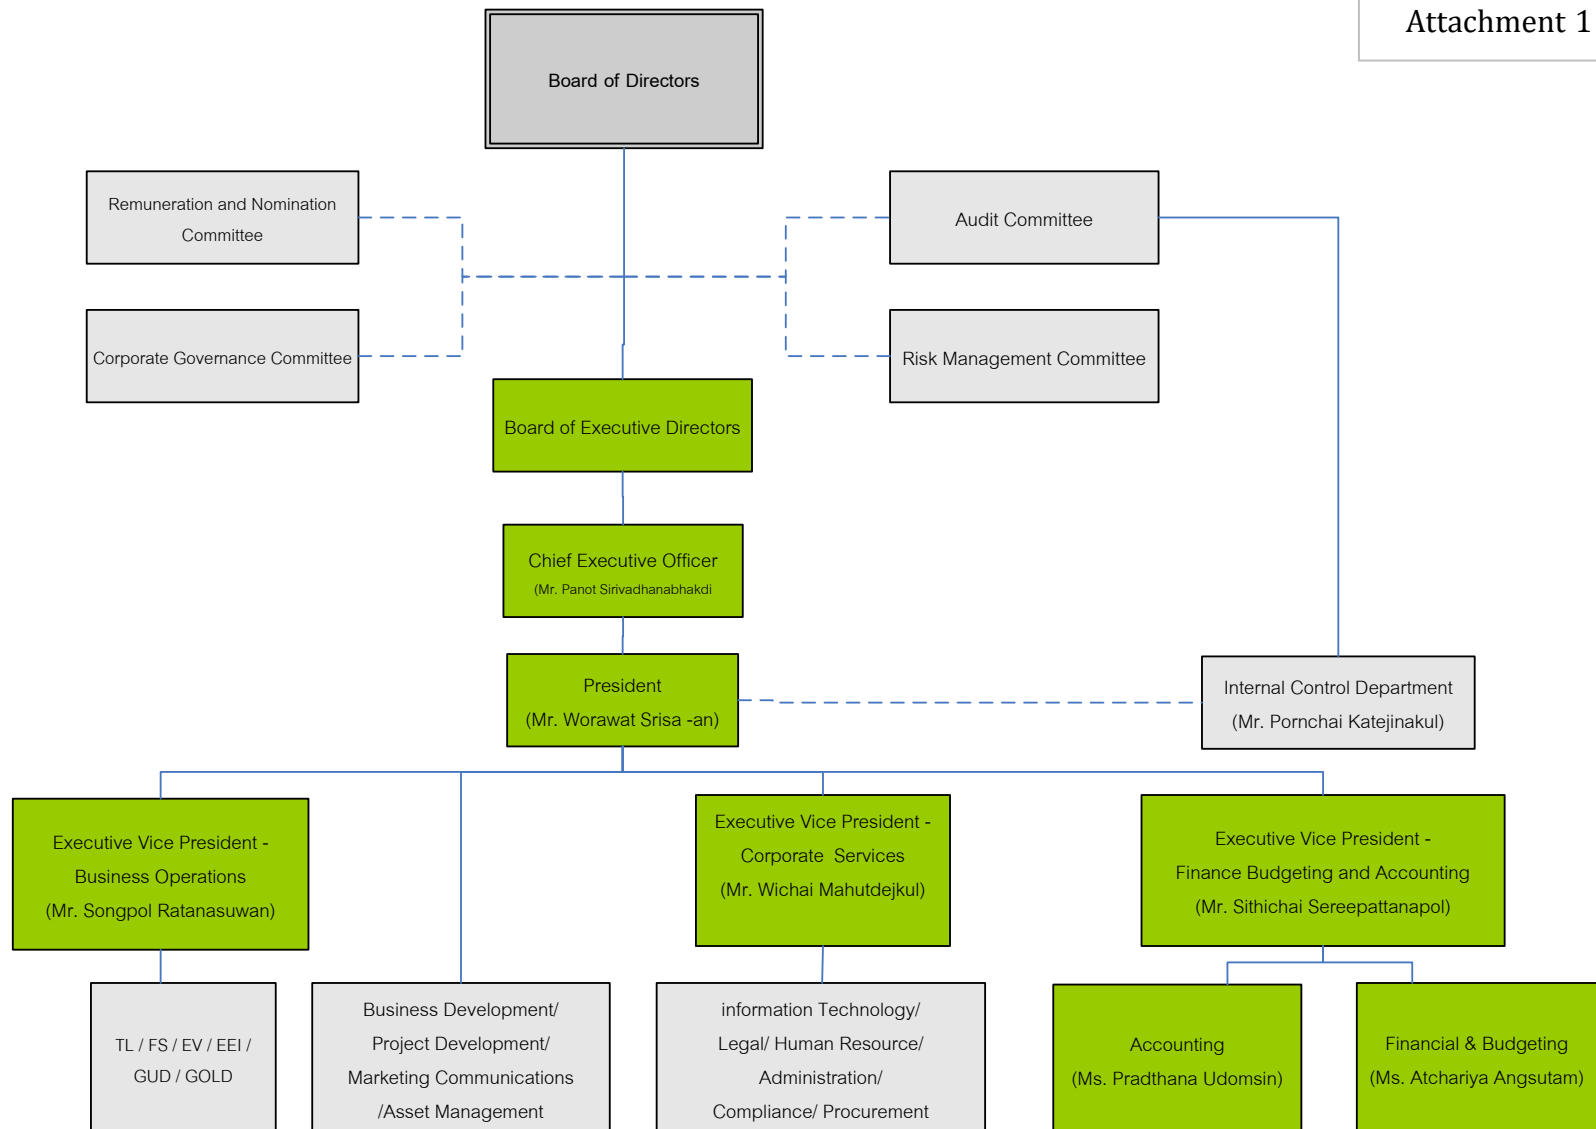 Attachment 1
Board of Directors
Remuneration and Nomination
Committee
Audit Committee
Corporate Governance Committee
Risk Management Committee
Board of Executive Directors
Chief Executive Officer
(Mr. Panot Sirivadhanabhakdi
President
(Mr. Worawat Srisa -an)
Internal Control Department
(Mr. Pornchai Katejinakul)
Executive Vice President -
Business Operations
(Mr. Songpol Ratanasuwan)
Executive Vice President -
Corporate Services
(Mr. Wichai Mahutdejkul)
Executive Vice President -
Finance Budgeting and Accounting
(Mr. Sithichai Sereepattanapol)
TL / FS / EV / EEI /
GUD / GOLD
Business Development/
Project Development/
Marketing Communications
/Asset Management
information Technology/
Legal/ Human Resource/
Administration/
Compliance/ Procurement
Accounting
(Ms. Pradthana Udomsin)
Financial & Budgeting
(Ms. Atchariya Angsutam)